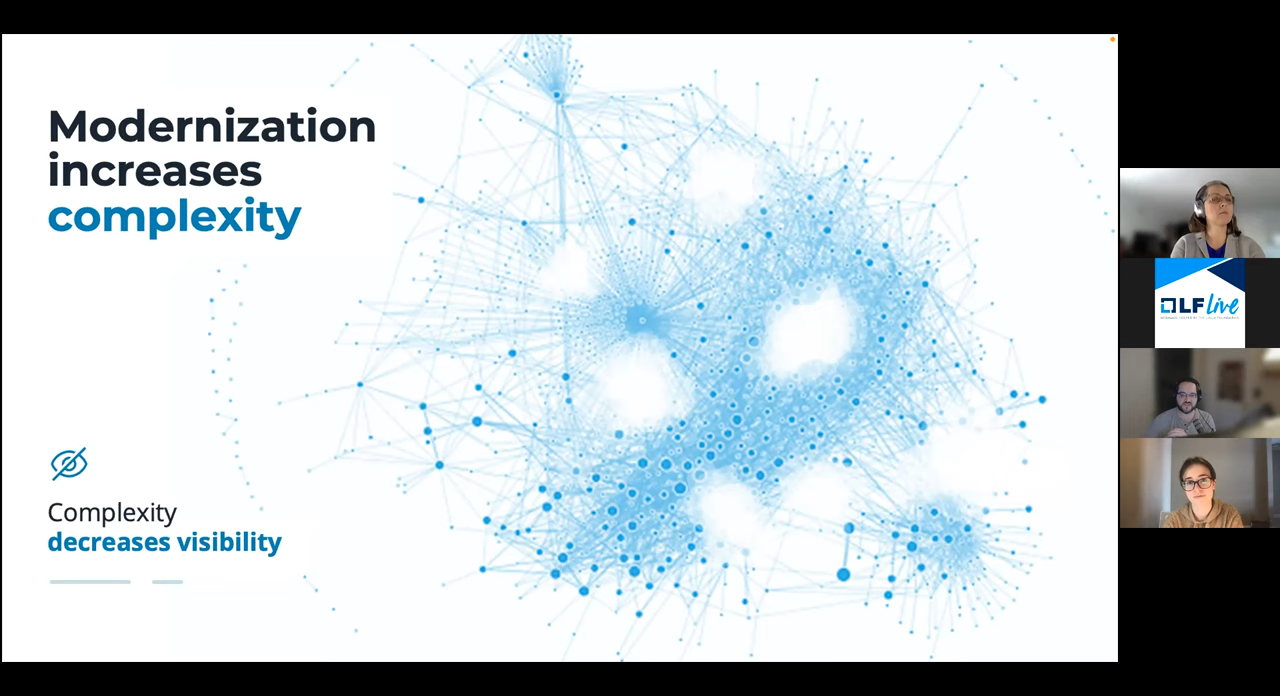 Modernization
increases
complexity
Complexity
decreases visibility
LF Live